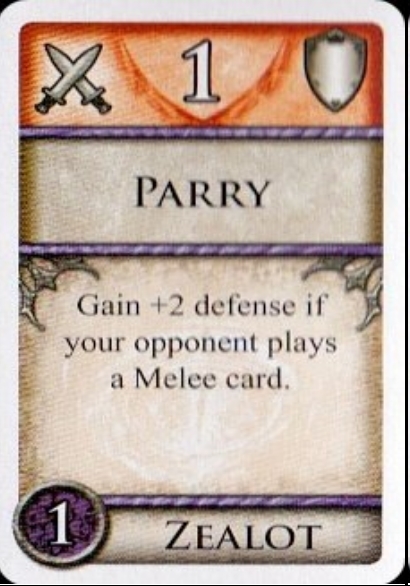 1
PARRY
Gain +2 defense if
your opponent plays
a Melee card.
1
ZEALOT